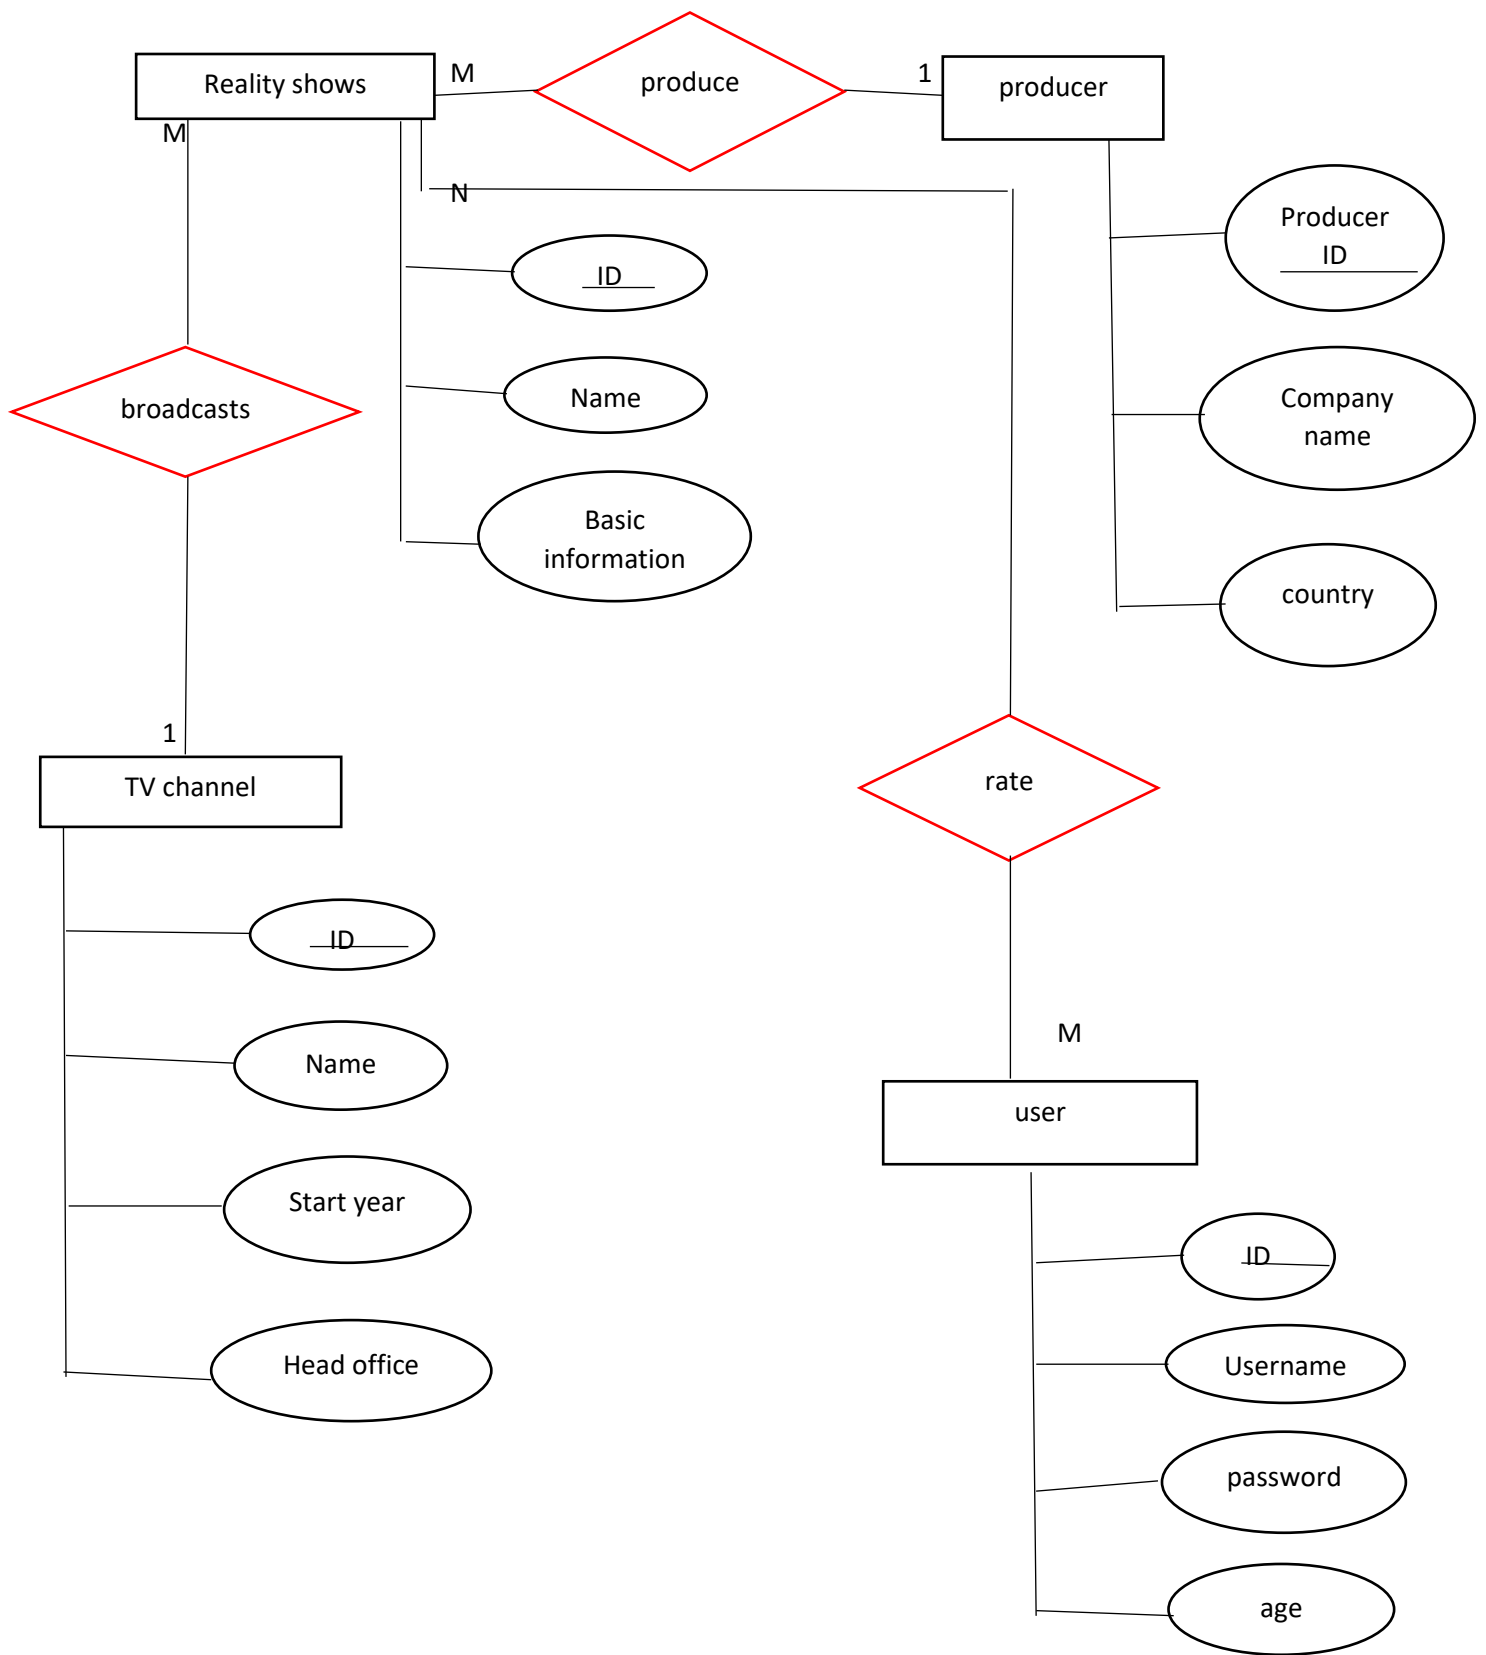 Reality shows
M
produce
1
producer
M
N
Producer
ID
ID
Name
Company
name
broadcasts
Basic
information
country
1
TV channel
rate
ID
Name
M
user
Start year
ID
Head office
Username
password
age